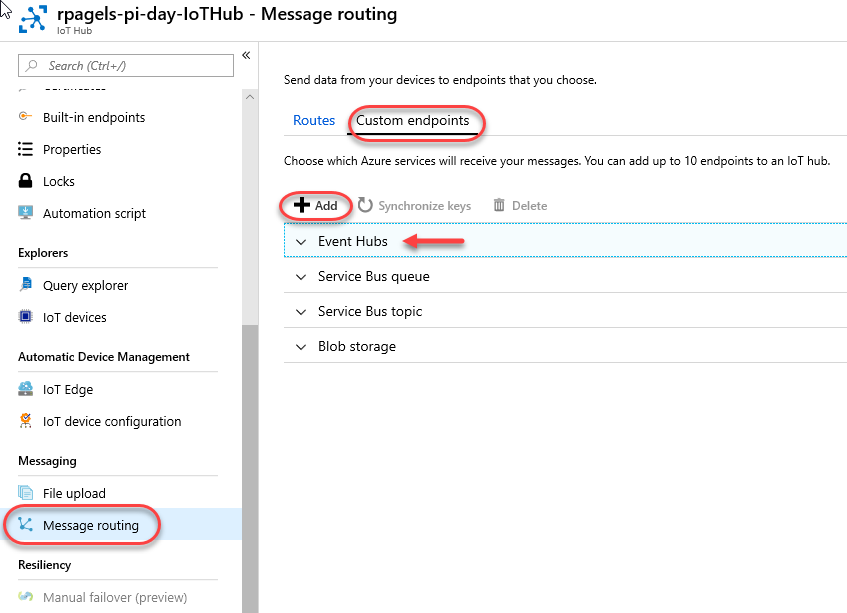 rpagels-pi-day-IoTHub - Message routing
IoT Hub
Search (Ctrl+/)
Built-in endpoints
Properties
Locks
Automation script
Explorers
Query explorer
IoT devices
Automatic Device Management
IoT Edge
IoT device configuration
Messaging
File upload
Message routing
Resiliency
Manual failover (preview)
Send data from your devices to endpoints that you choose.
Routes Custom endpoints
Choose which Azure services will receive your messages. You can add up to 10 endpoints to an IoT hub.
Add Synchronize keys Delete
Event Hubs
Service Bus queue
Service Bus topic
Blob storage